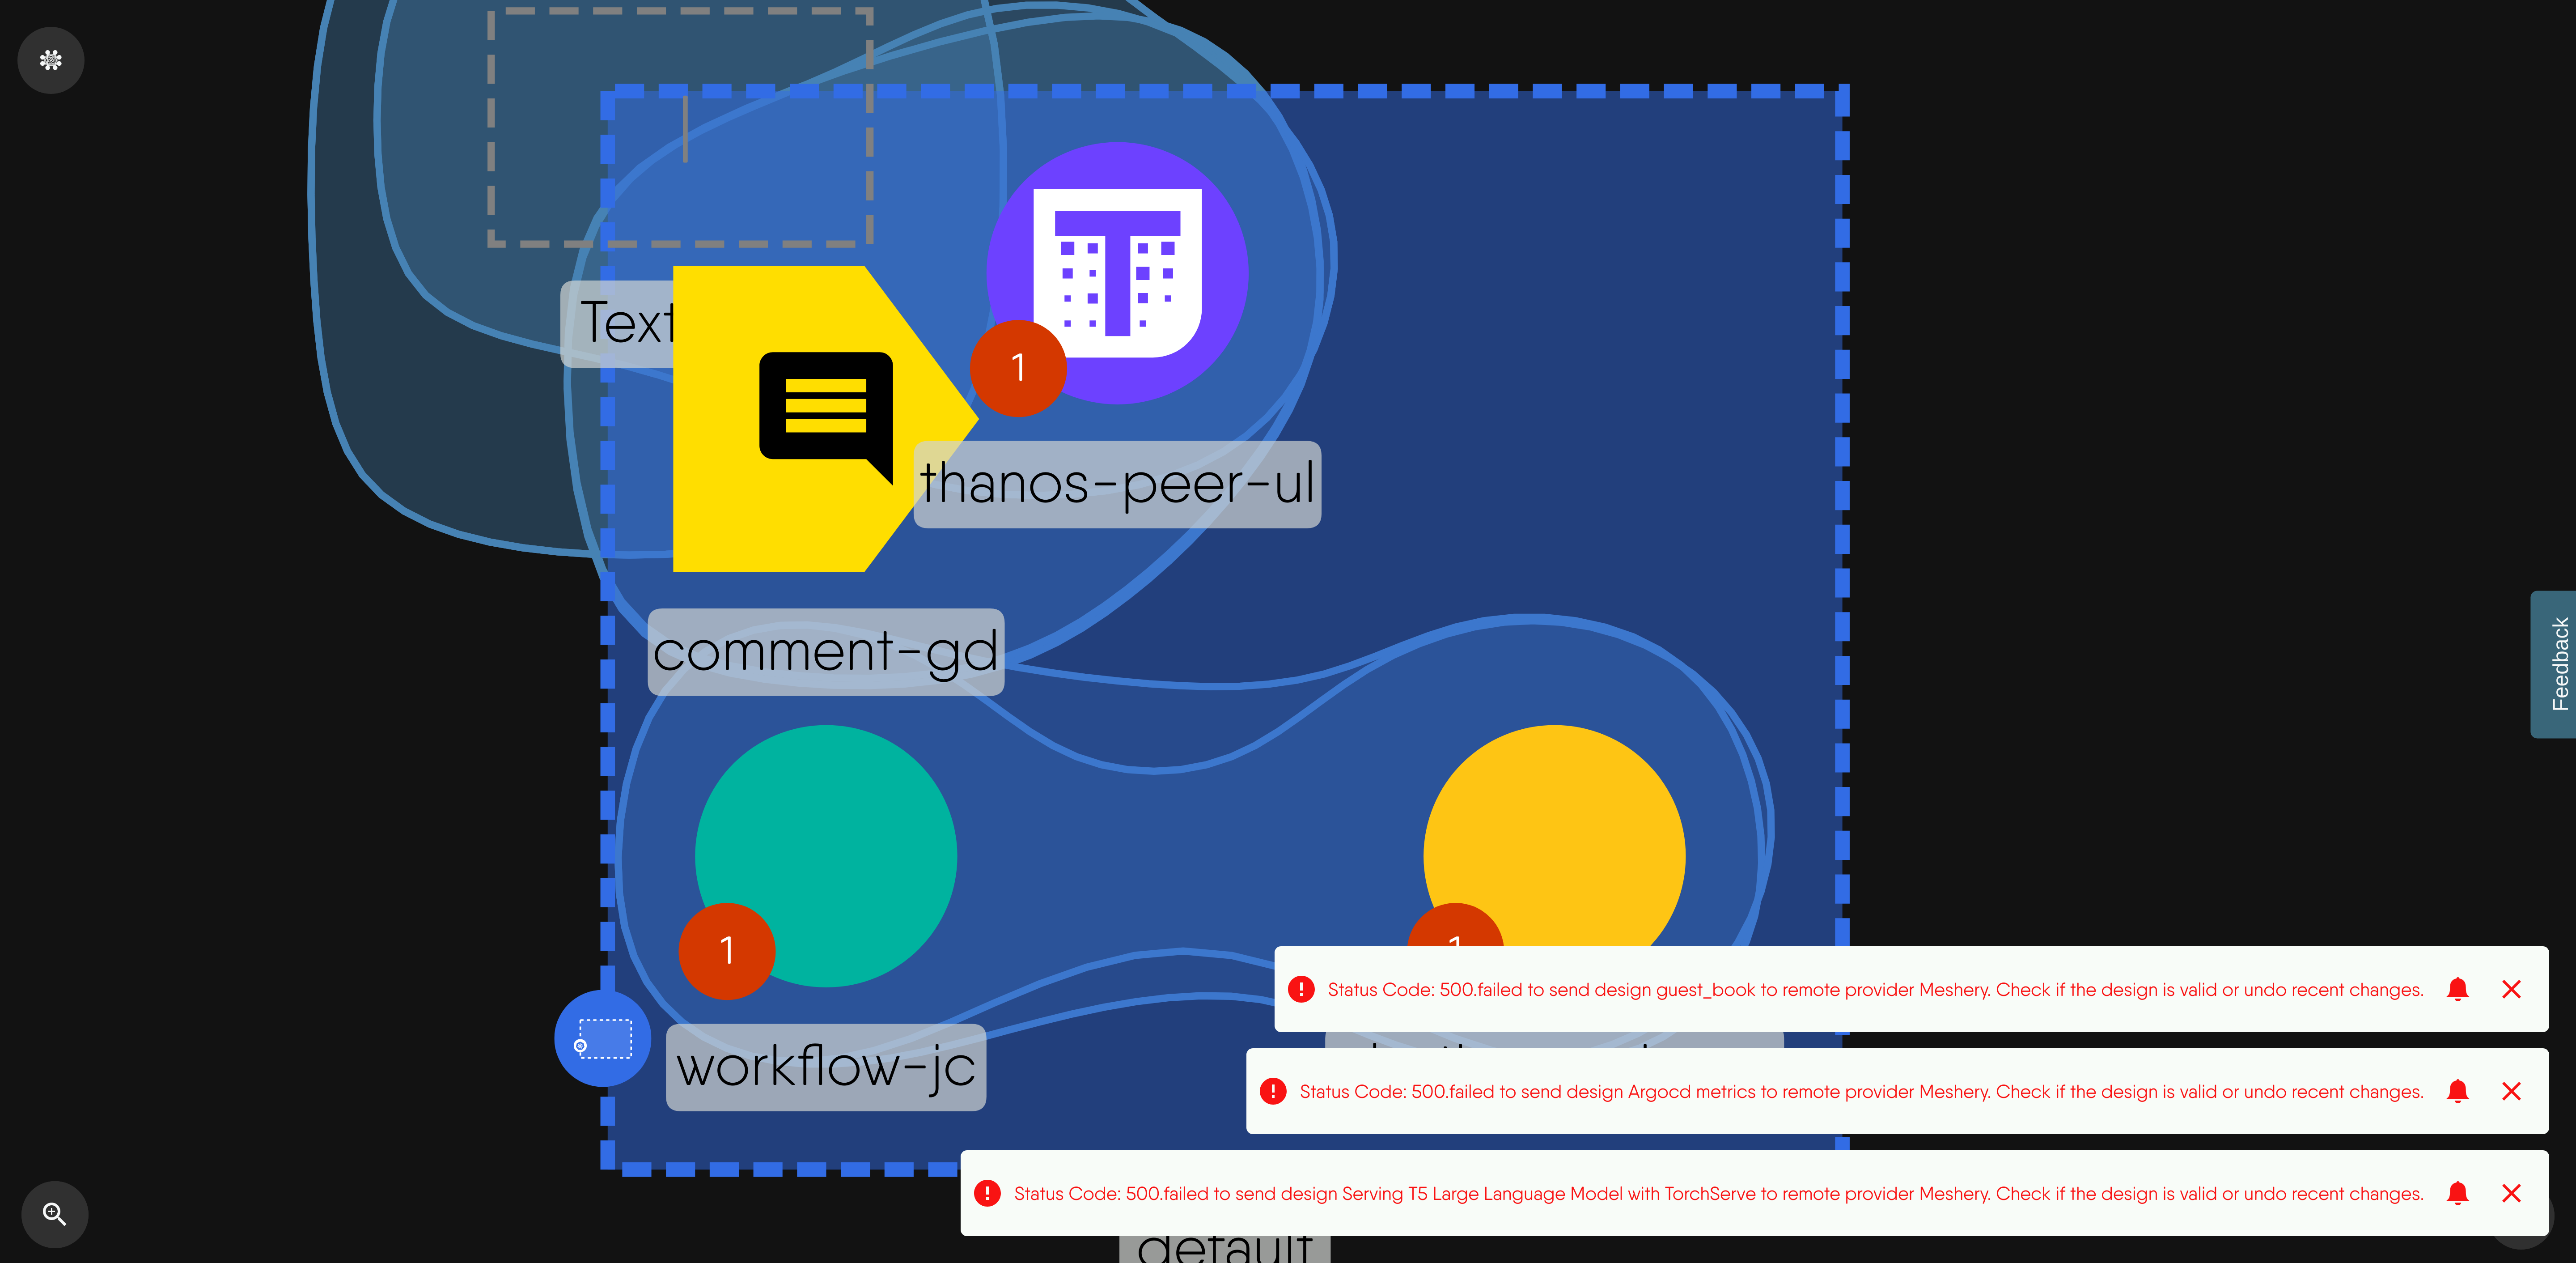 Text
1
thanos-peer-ul
comment-gd
1
1
workflow-jc
Feedback
Status Code: 500.failed to send design guest_book to remote provider Meshery. Check if the design is valid or undo recent changes.
Status Code: 500.failed to send design Argocd metrics to remote provider Meshery. Check if the design is valid or undo recent changes.
Status Code: 500.failed to send design Serving T5 Large Language Model with TorchServe to remote provider Meshery. Check if the design is valid or undo recent changes.
default